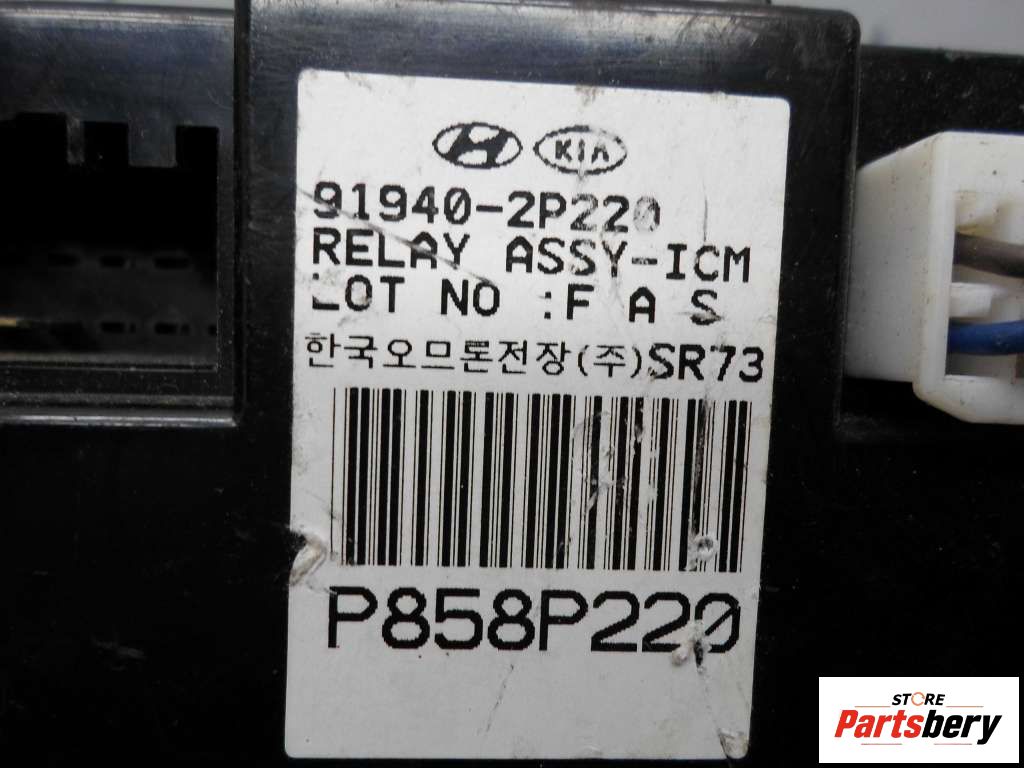 KIA
91940-2P220
RELAY ASSY-ICM
LOT NO :F A S
한국오므론전장(주)SR73
P858P220
STORE
Partsbery